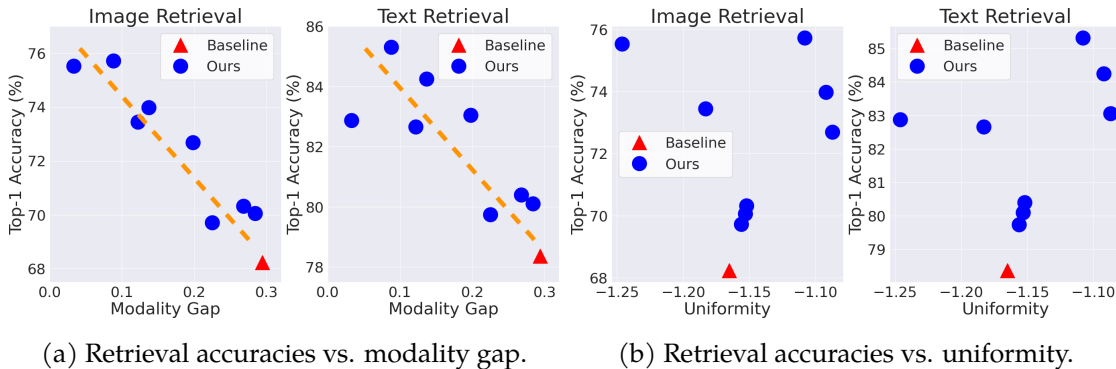 Image Retrieval
Top-1 Accuracy (%)
76
74
72
70
68
Baseline
Ours
0.0 0.1 0.2 0.3
Modality Gap
Text Retrieval
Top-1 Accuracy (%)
86
84
82
80
78
Baseline
Ours
0.0 0.1 0.2 0.3
Modality Gap
(a) Retrieval accuracies vs. modality gap.
Image Retrieval
Top-1 Accuracy (%)
76
74
72
70
68
Baseline
Ours
−1.25 −1.20 −1.15 −1.10
Uniformity
Text Retrieval
Top-1 Accuracy (%)
85
84
83
82
81
80
79
Baseline
Ours
−1.25 −1.20 −1.15 −1.10
Uniformity
(b) Retrieval accuracies vs. uniformity.